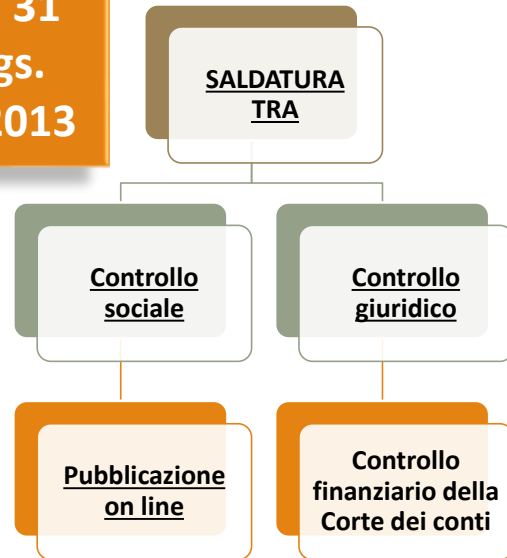 31
gs.
2013
SALDATURA
TRA
Controllo
sociale
Controllo
giuridico
Pubblicazione
on line
Controllo
finanziario della
Corte dei conti